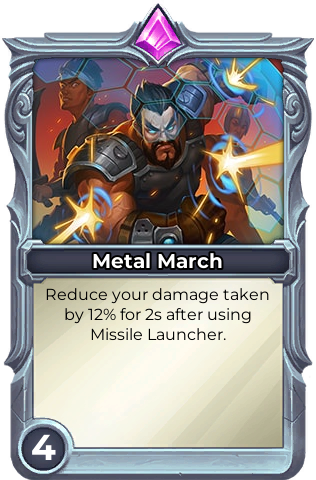 Metal March
Reduce your damage taken
by 12% for 2s after using
Missile Launcher.
4